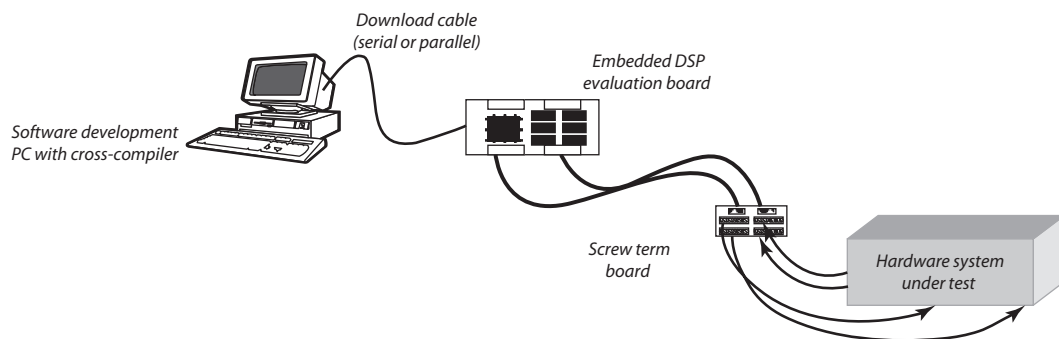 Download cable
(serial or parallel)
Embedded DSP
evaluation board
Software development
PC with cross-compiler
Screw term
board
Hardware system
under test